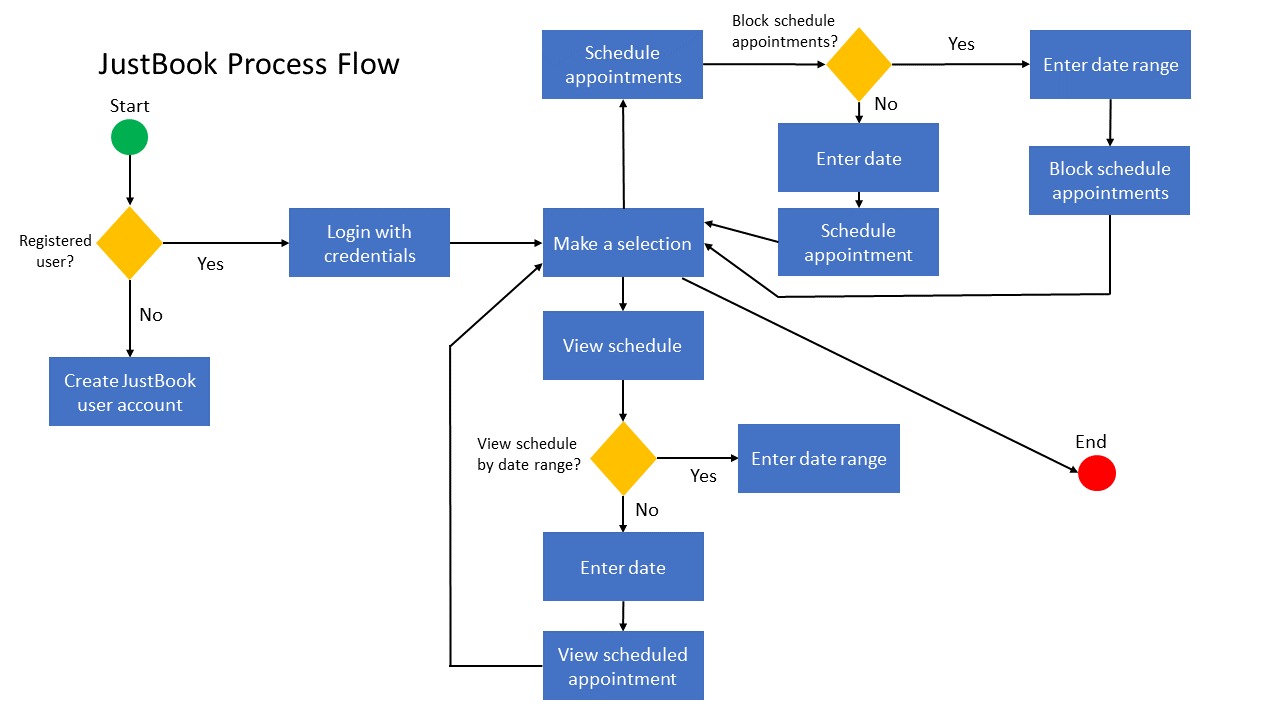 JustBook Process Flow
Start
Registered
user?
Yes
No
Create JustBook
user account
Login with
credentials
Make a selection
Schedule
appointments
Block schedule
appointments?
Yes
Enter date range
Block schedule
appointments
No
Enter date
Schedule
appointment
View schedule
View schedule
by date range?
Yes
Enter date range
No
Enter date
View scheduled
appointment
End